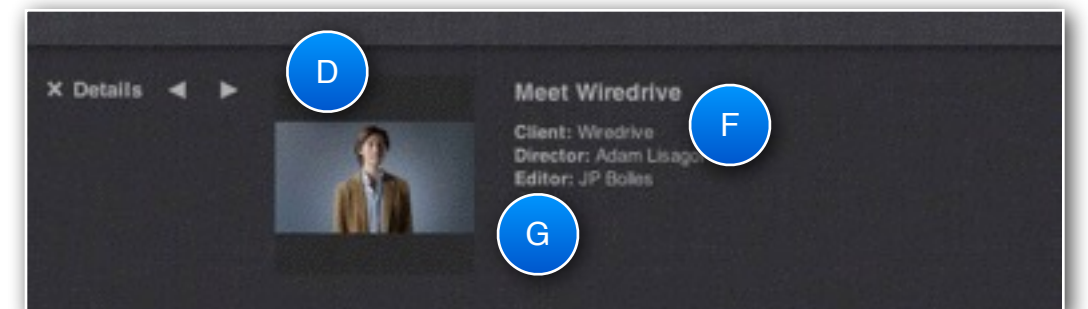 D
✕ Details ◀ ▶
Meet Wiredrive
F
Client: Wiredrive
Director: Adam Lisagor
Editor: JP Bolles
G